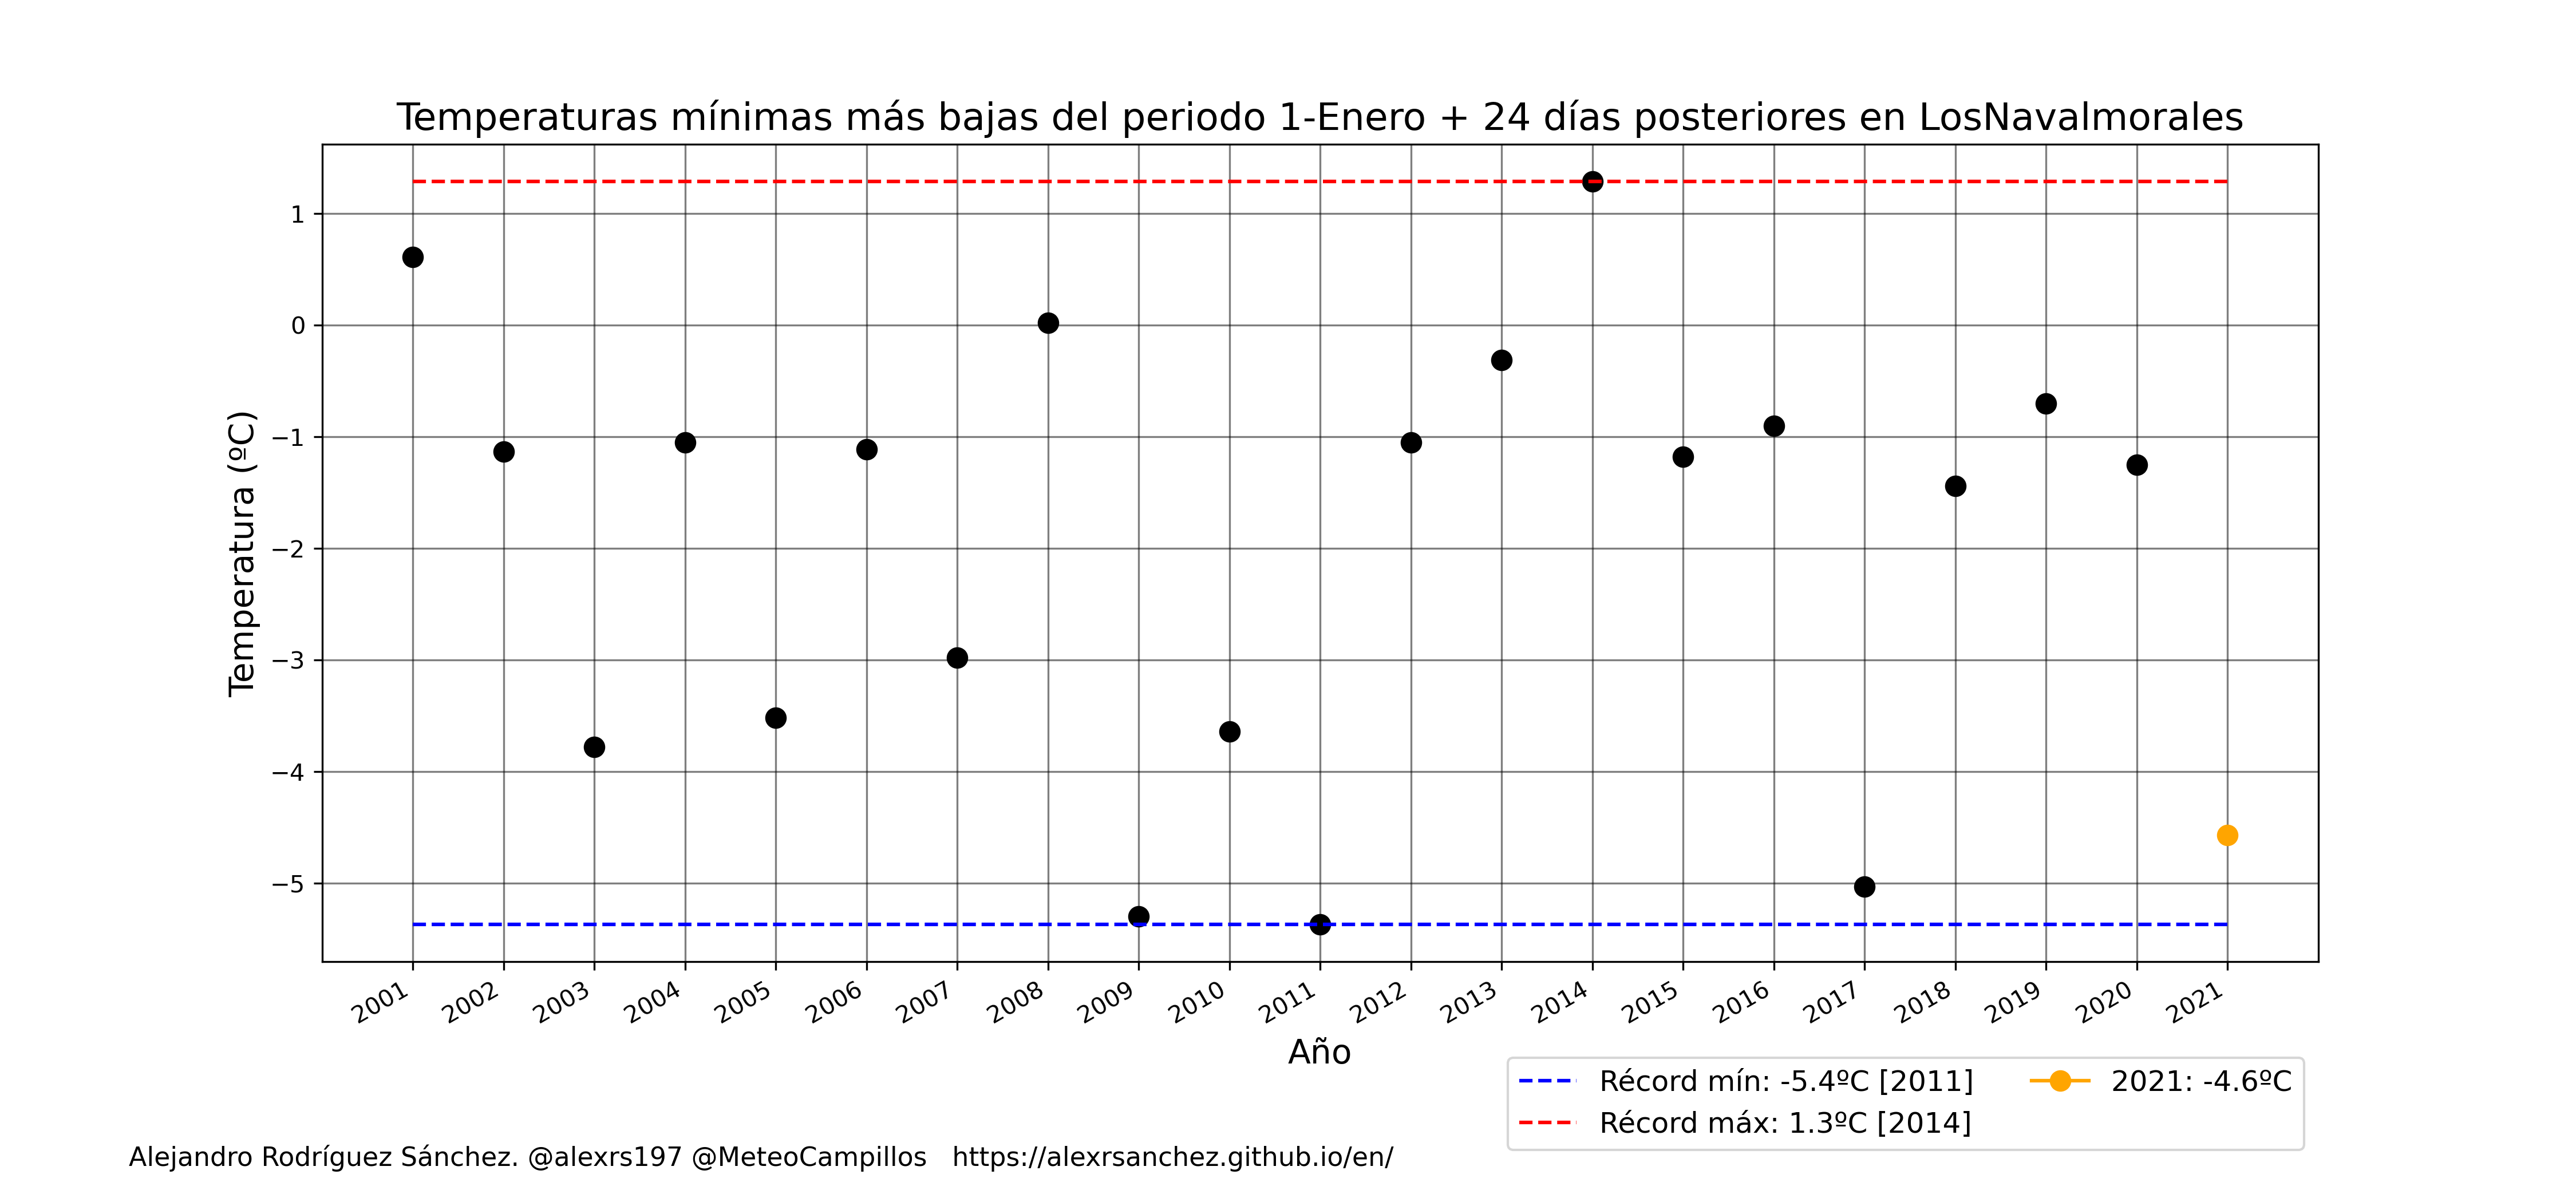 Temperaturas mínimas más bajas del periodo 1-Enero + 24 días posteriores en LosNavalmorales
Temperatura (ºC)
1
0
−1
−2
−3
−4
−5
2001 2002 2003 2004 2005 2006 2007 2008 2009 2010 2011 2012 2013 2014 2015 2016 2017 2018 2019 2020 2021
Año
Récord mín: -5.4ºC [2011]
Récord máx: 1.3ºC [2014]
2021: -4.6ºC
Alejandro Rodríguez Sánchez. @alexrs197 @MeteoCampillos https://alexrsanchez.github.io/en/